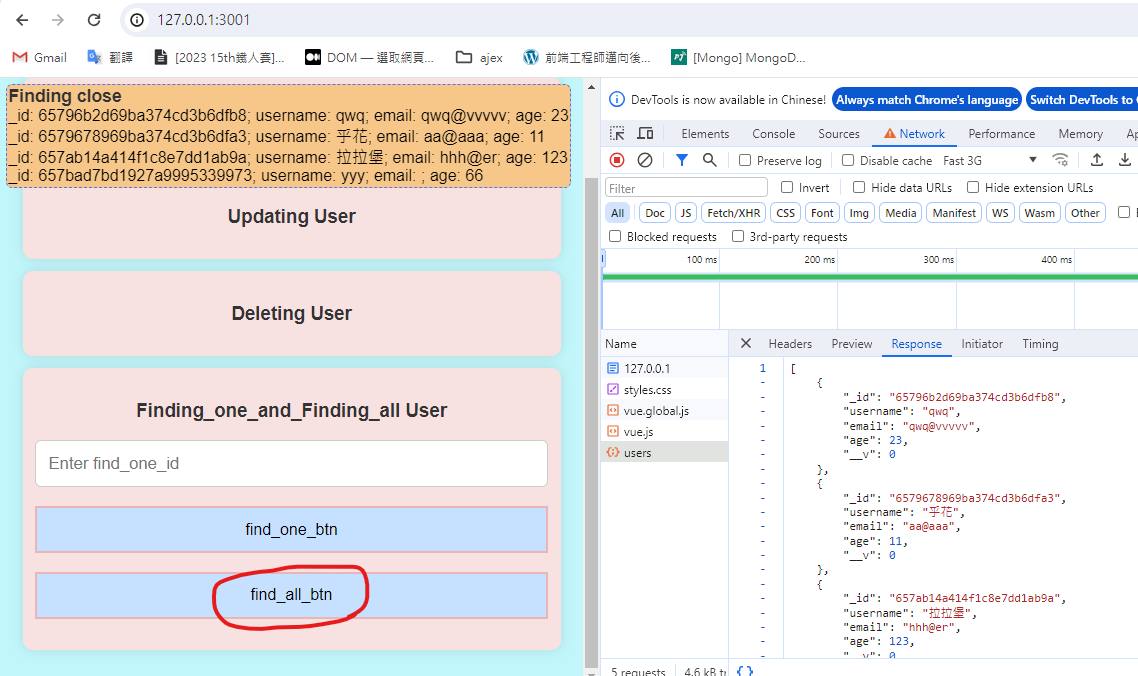 127.0.0.1:3001
Gmail 翻譯 [2023 15th鐵人賽]... DOM — 選取網頁... ajex 前端工程師邁向後... [Mongo] MongoD...
Finding close
_id: 65796b2d69ba374cd3b6dfb8; username: qwq; email: qwq@vvvvv; age: 23
_id: 6579678969ba374cd3b6dfa3; username: 乎花; email: aa@aaa; age: 11
_id: 657ab14a414f1c8e7dd1ab9a; username: 拉拉堡; email: hhh@er; age: 123
_id: 657bad7bd1927a9995339973; username: yyy; email: ; age: 66
Updating User
Deleting User
Finding_one_and_Finding_all User
Enter find_one_id
find_one_btn
find_all_btn
DevTools is now available in Chinese! Always match Chrome's language Switch DevTools to
Elements Console Sources Network Performance Memory
Preserve log Disable cache Fast 3G
Filter Invert Hide data URLs Hide extension URLs
All Doc JS Fetch/XHR CSS Font Img Media Manifest WS Wasm Other
Blocked requests 3rd-party requests
100 ms 200 ms 300 ms 400 ms
Name Headers Preview Response Initiator Timing
127.0.0.1
styles.css
vue.global.js
vue.js
users
1 [
- {
- "_id": "65796b2d69ba374cd3b6dfb8",
- "username": "qwq",
- "email": "qwq@vvvvv",
- "age": 23,
- "__v": 0
- },
- {
- "_id": "6579678969ba374cd3b6dfa3",
- "username": "乎花",
- "email": "aa@aaa",
- "age": 11,
- "__v": 0
- },
- {
- "_id": "657ab14a414f1c8e7dd1ab9a",
- "username": "拉拉堡",
- "email": "hhh@er",
- "age": 123,
- "__v": 0
5 requests 4.6 kB {}